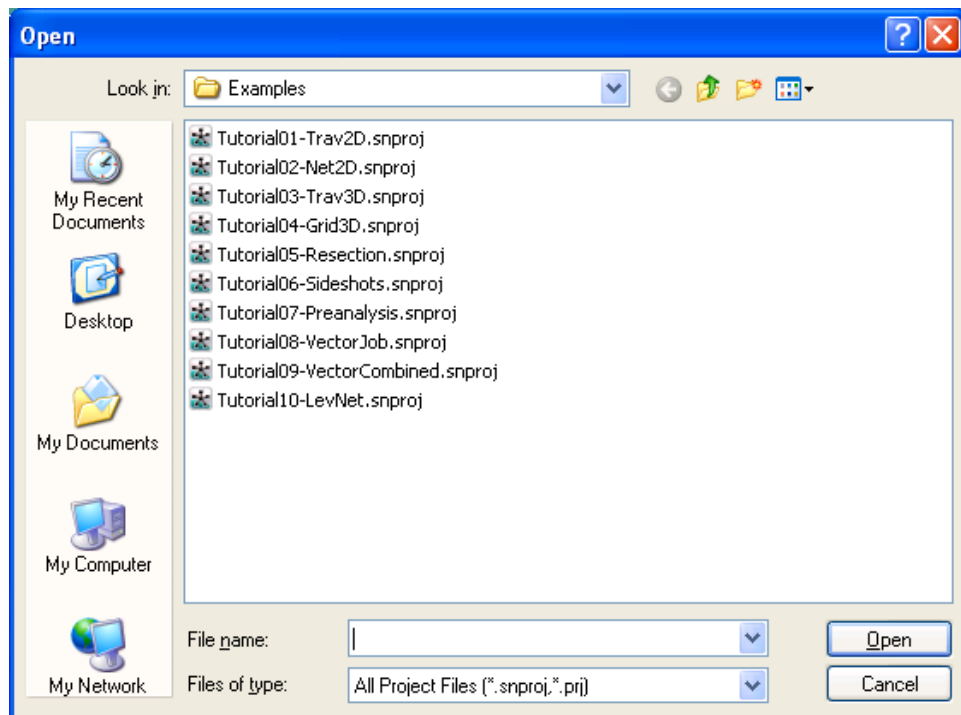 Open
Look in:
Examples
Tutorial01-Trav2D.snproj
Tutorial02-Net2D.snproj
Tutorial03-Trav3D.snproj
Tutorial04-Grid3D.snproj
Tutorial05-Resection.snproj
Tutorial06-Sideshots.snproj
Tutorial07-Preanalysis.snproj
Tutorial08-VectorJob.snproj
Tutorial09-VectorCombined.snproj
Tutorial10-LevNet.snproj
My Recent
Documents
Desktop
My Documents
My Computer
My Network
File name:
Open
Files of type:
All Project Files (*.snproj,*.prj)
Cancel